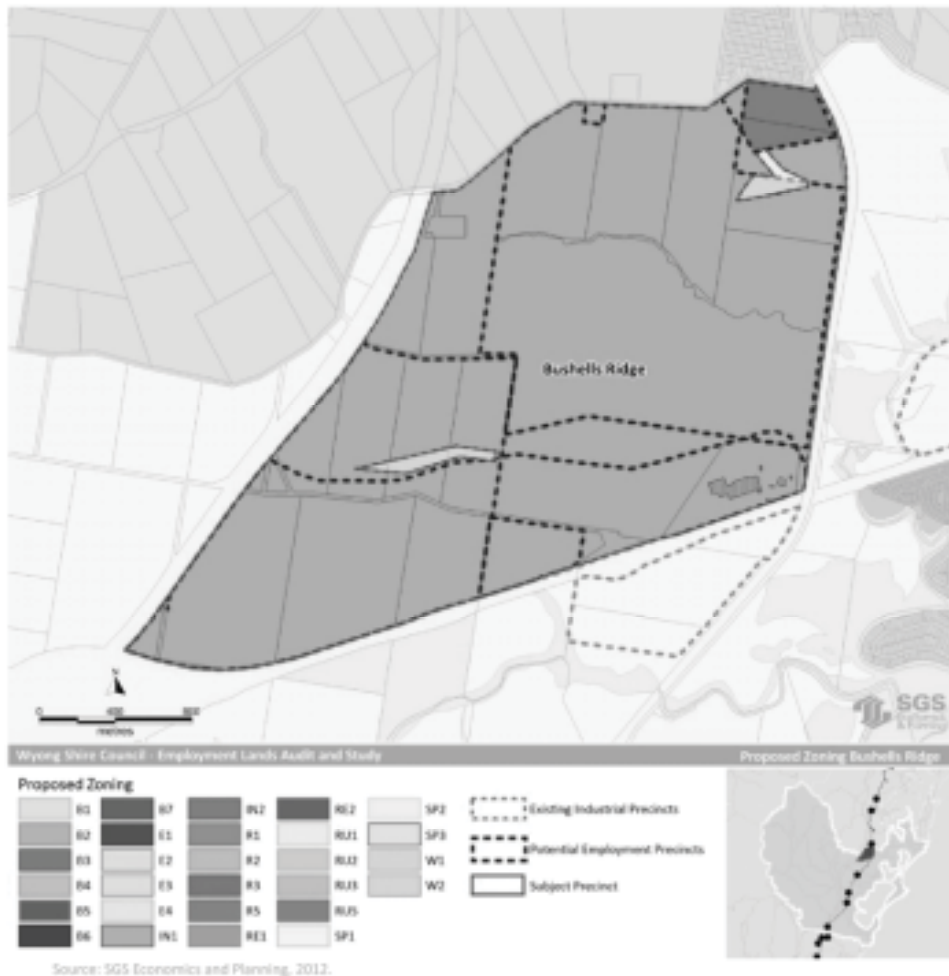 Bushells Ridge
N
0 400 800
metres
SGS
Wyong Shire Council - Employment Lands Audit and Study
Proposed Zoning Bushells Ridge
Proposed Zoning
B1 B7 IN2 RE2 SP2
B2 E1 R1 RU1 SP3
B3 E2 R2 RU2 W1
B4 E3 R3 RU3 W2
B5 E4 R5 RU5
B6 IN1 RE1 SP1
Existing Industrial Precincts
Potential Employment Precincts
Subject Precinct
Source: SGS Economics and Planning, 2012.